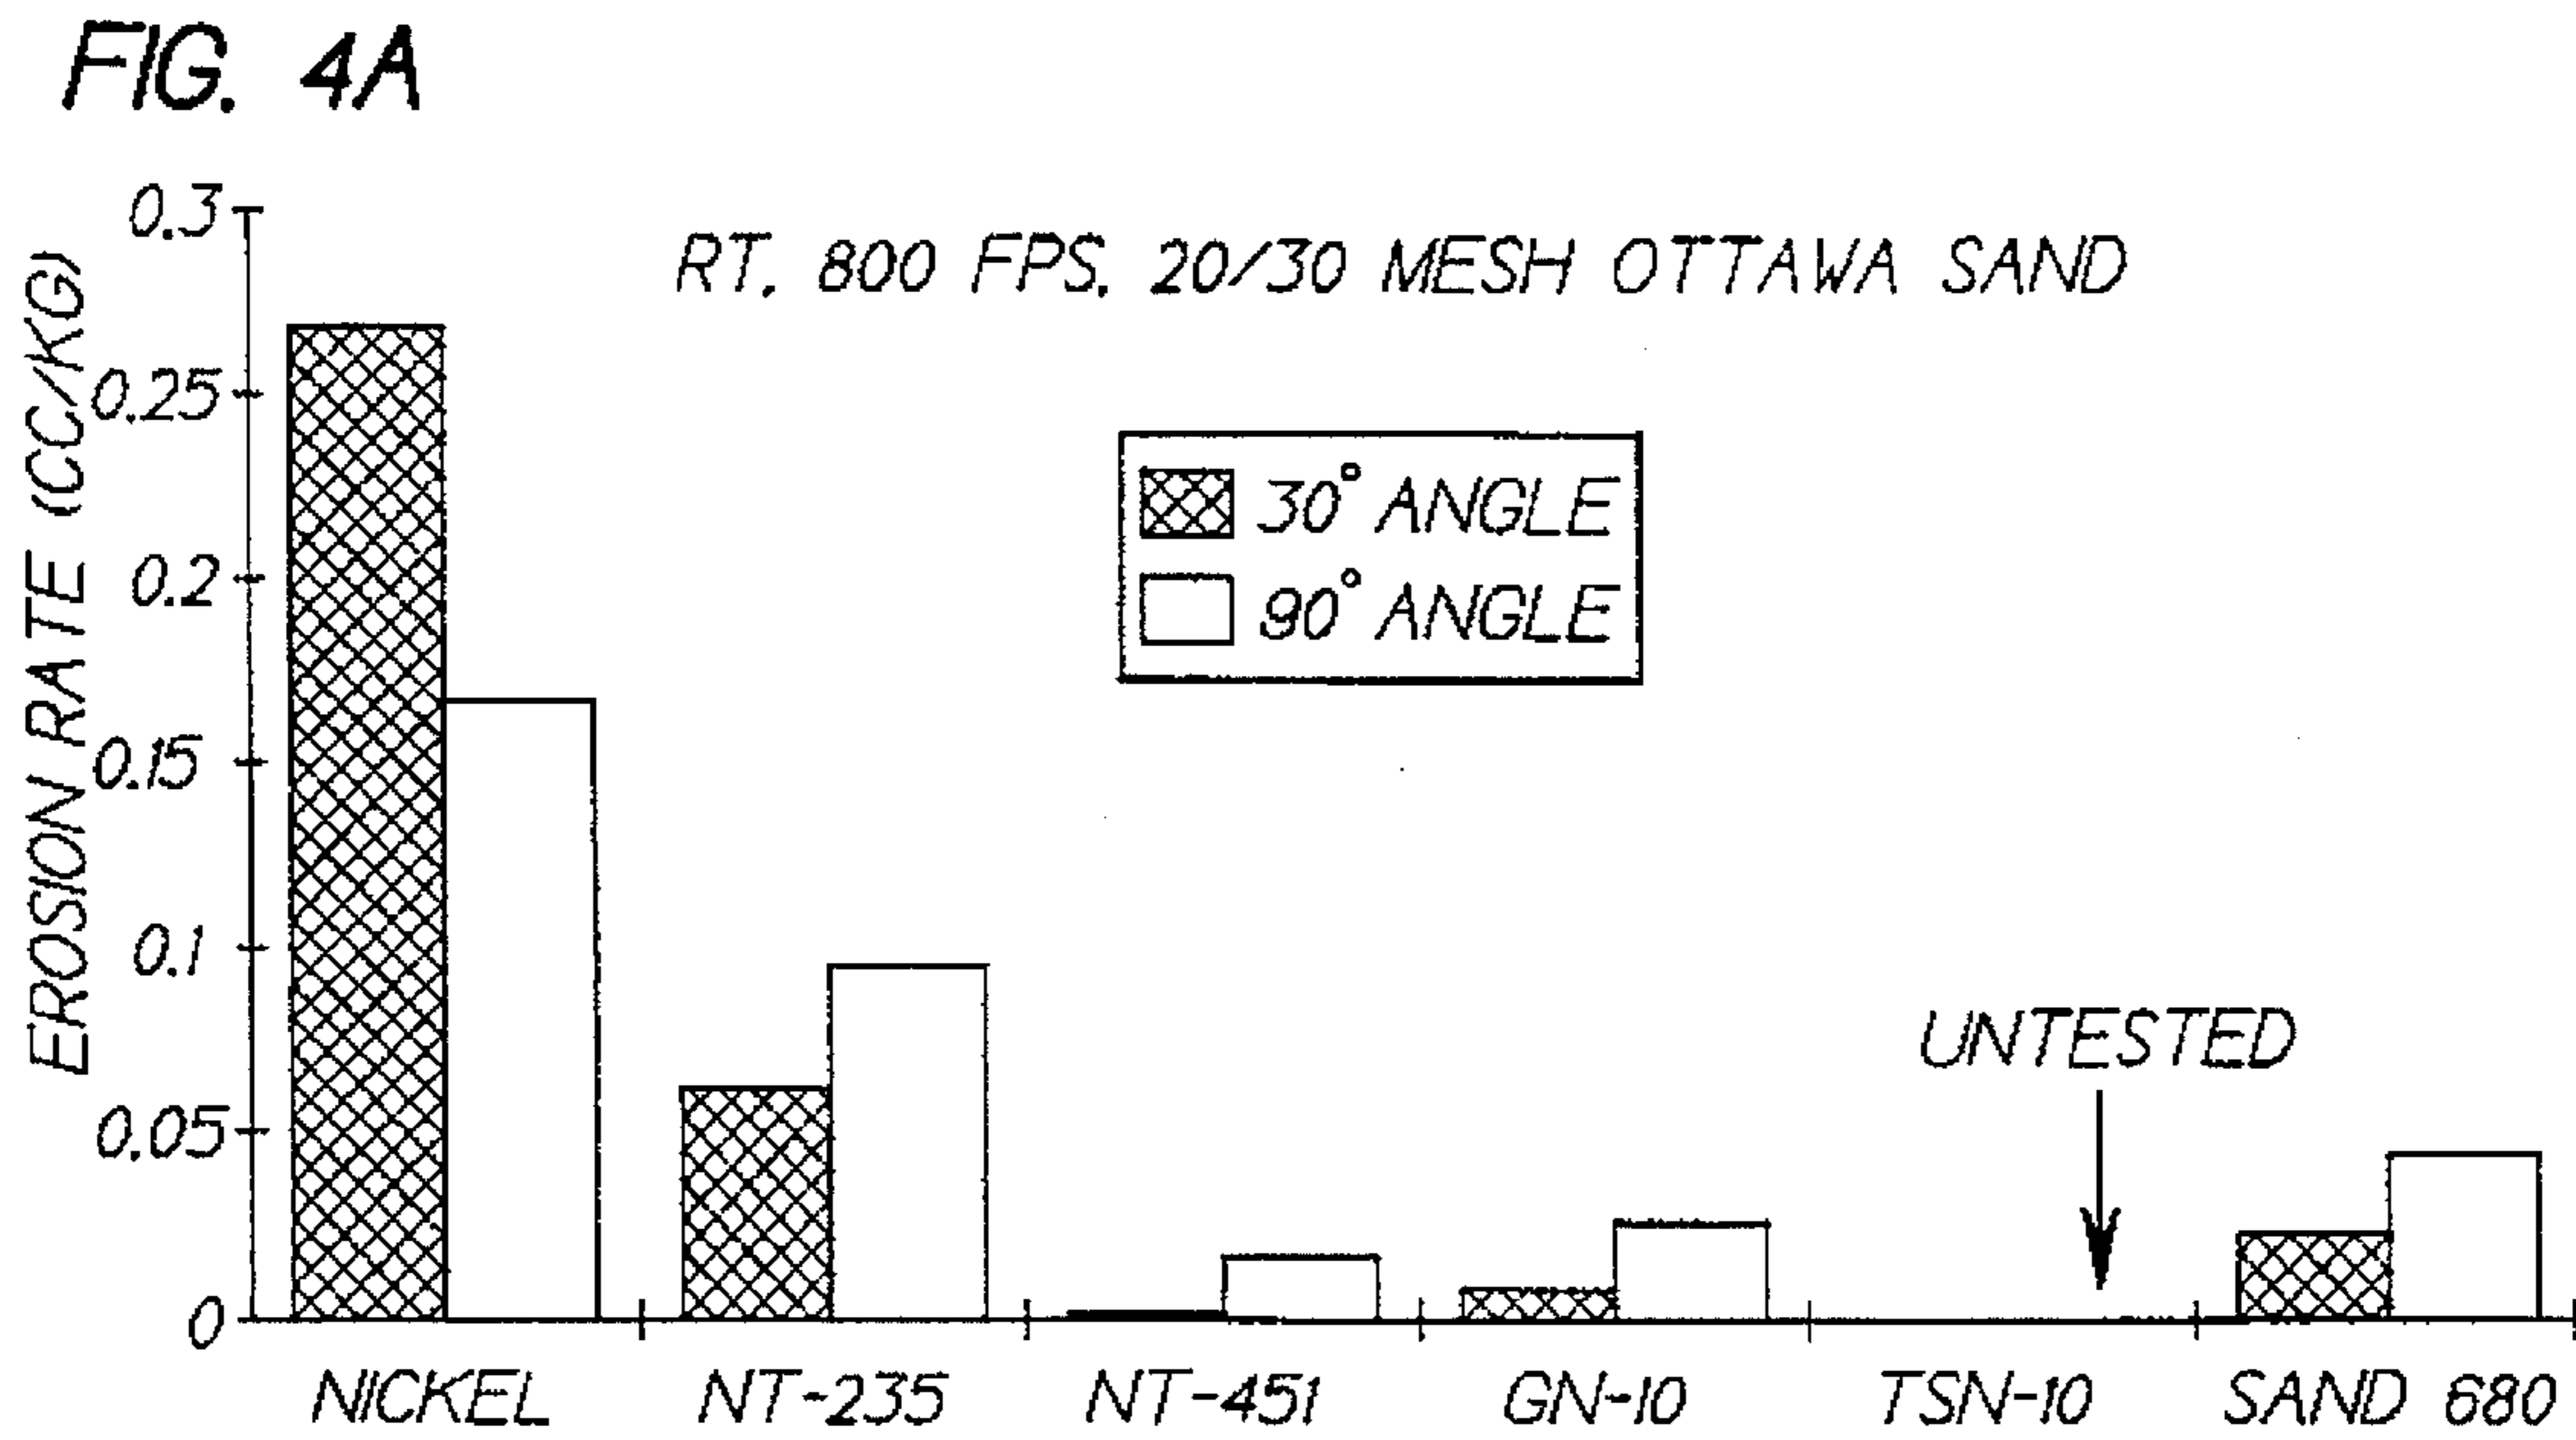 FIG. 4A
RT. 800 FPS. 20/30 MESH OTTAWA SAND
EROSION RATE (CC/KG)
0.3
0.25
0.2
0.15
0.1
0.05
0
30° ANGLE
90° ANGLE
UNTESTED
NICKEL NT-235 NT-451 GN-10 TSN-10 SAND 680